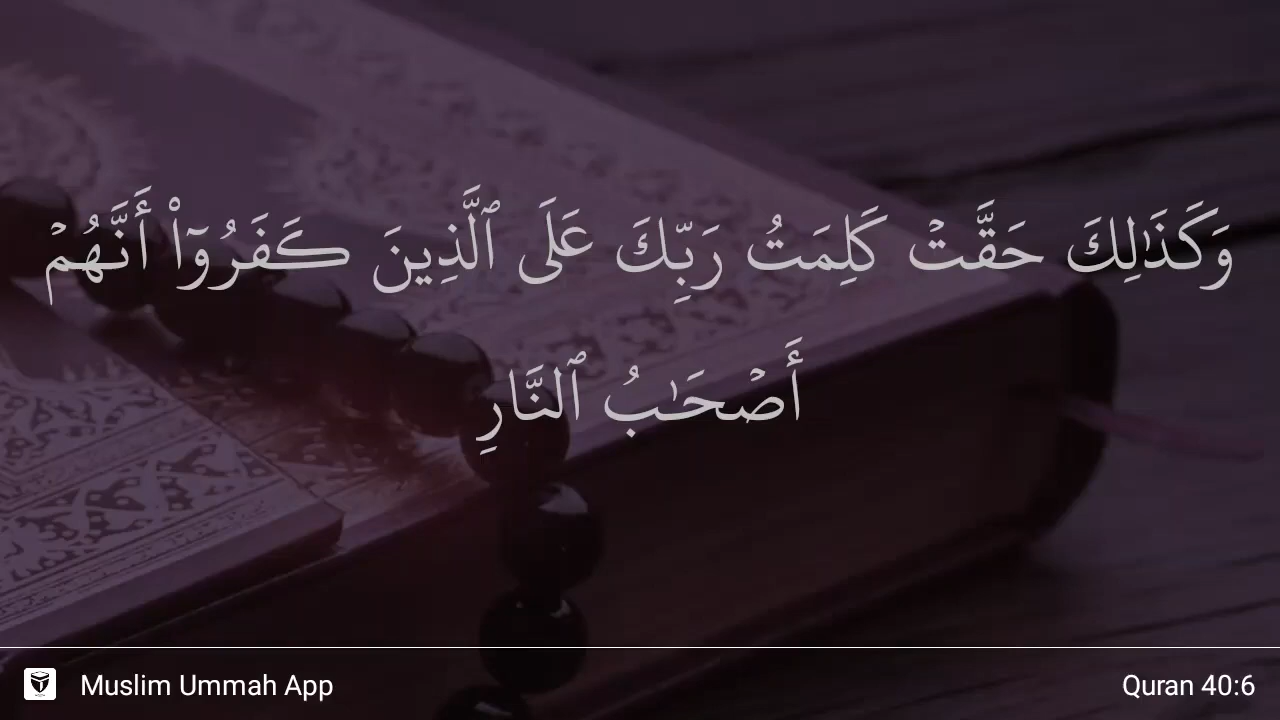 وَكَذَٰلِكَ حَقَّتۡ كَلِمَتُ رَبِّكَ عَلَى ٱلَّذِينَ كَفَرُوٓاْ أَنَّهُمۡ
أَصۡحَٰبُ ٱلنَّارِ
Muslim Ummah App
Quran 40:6